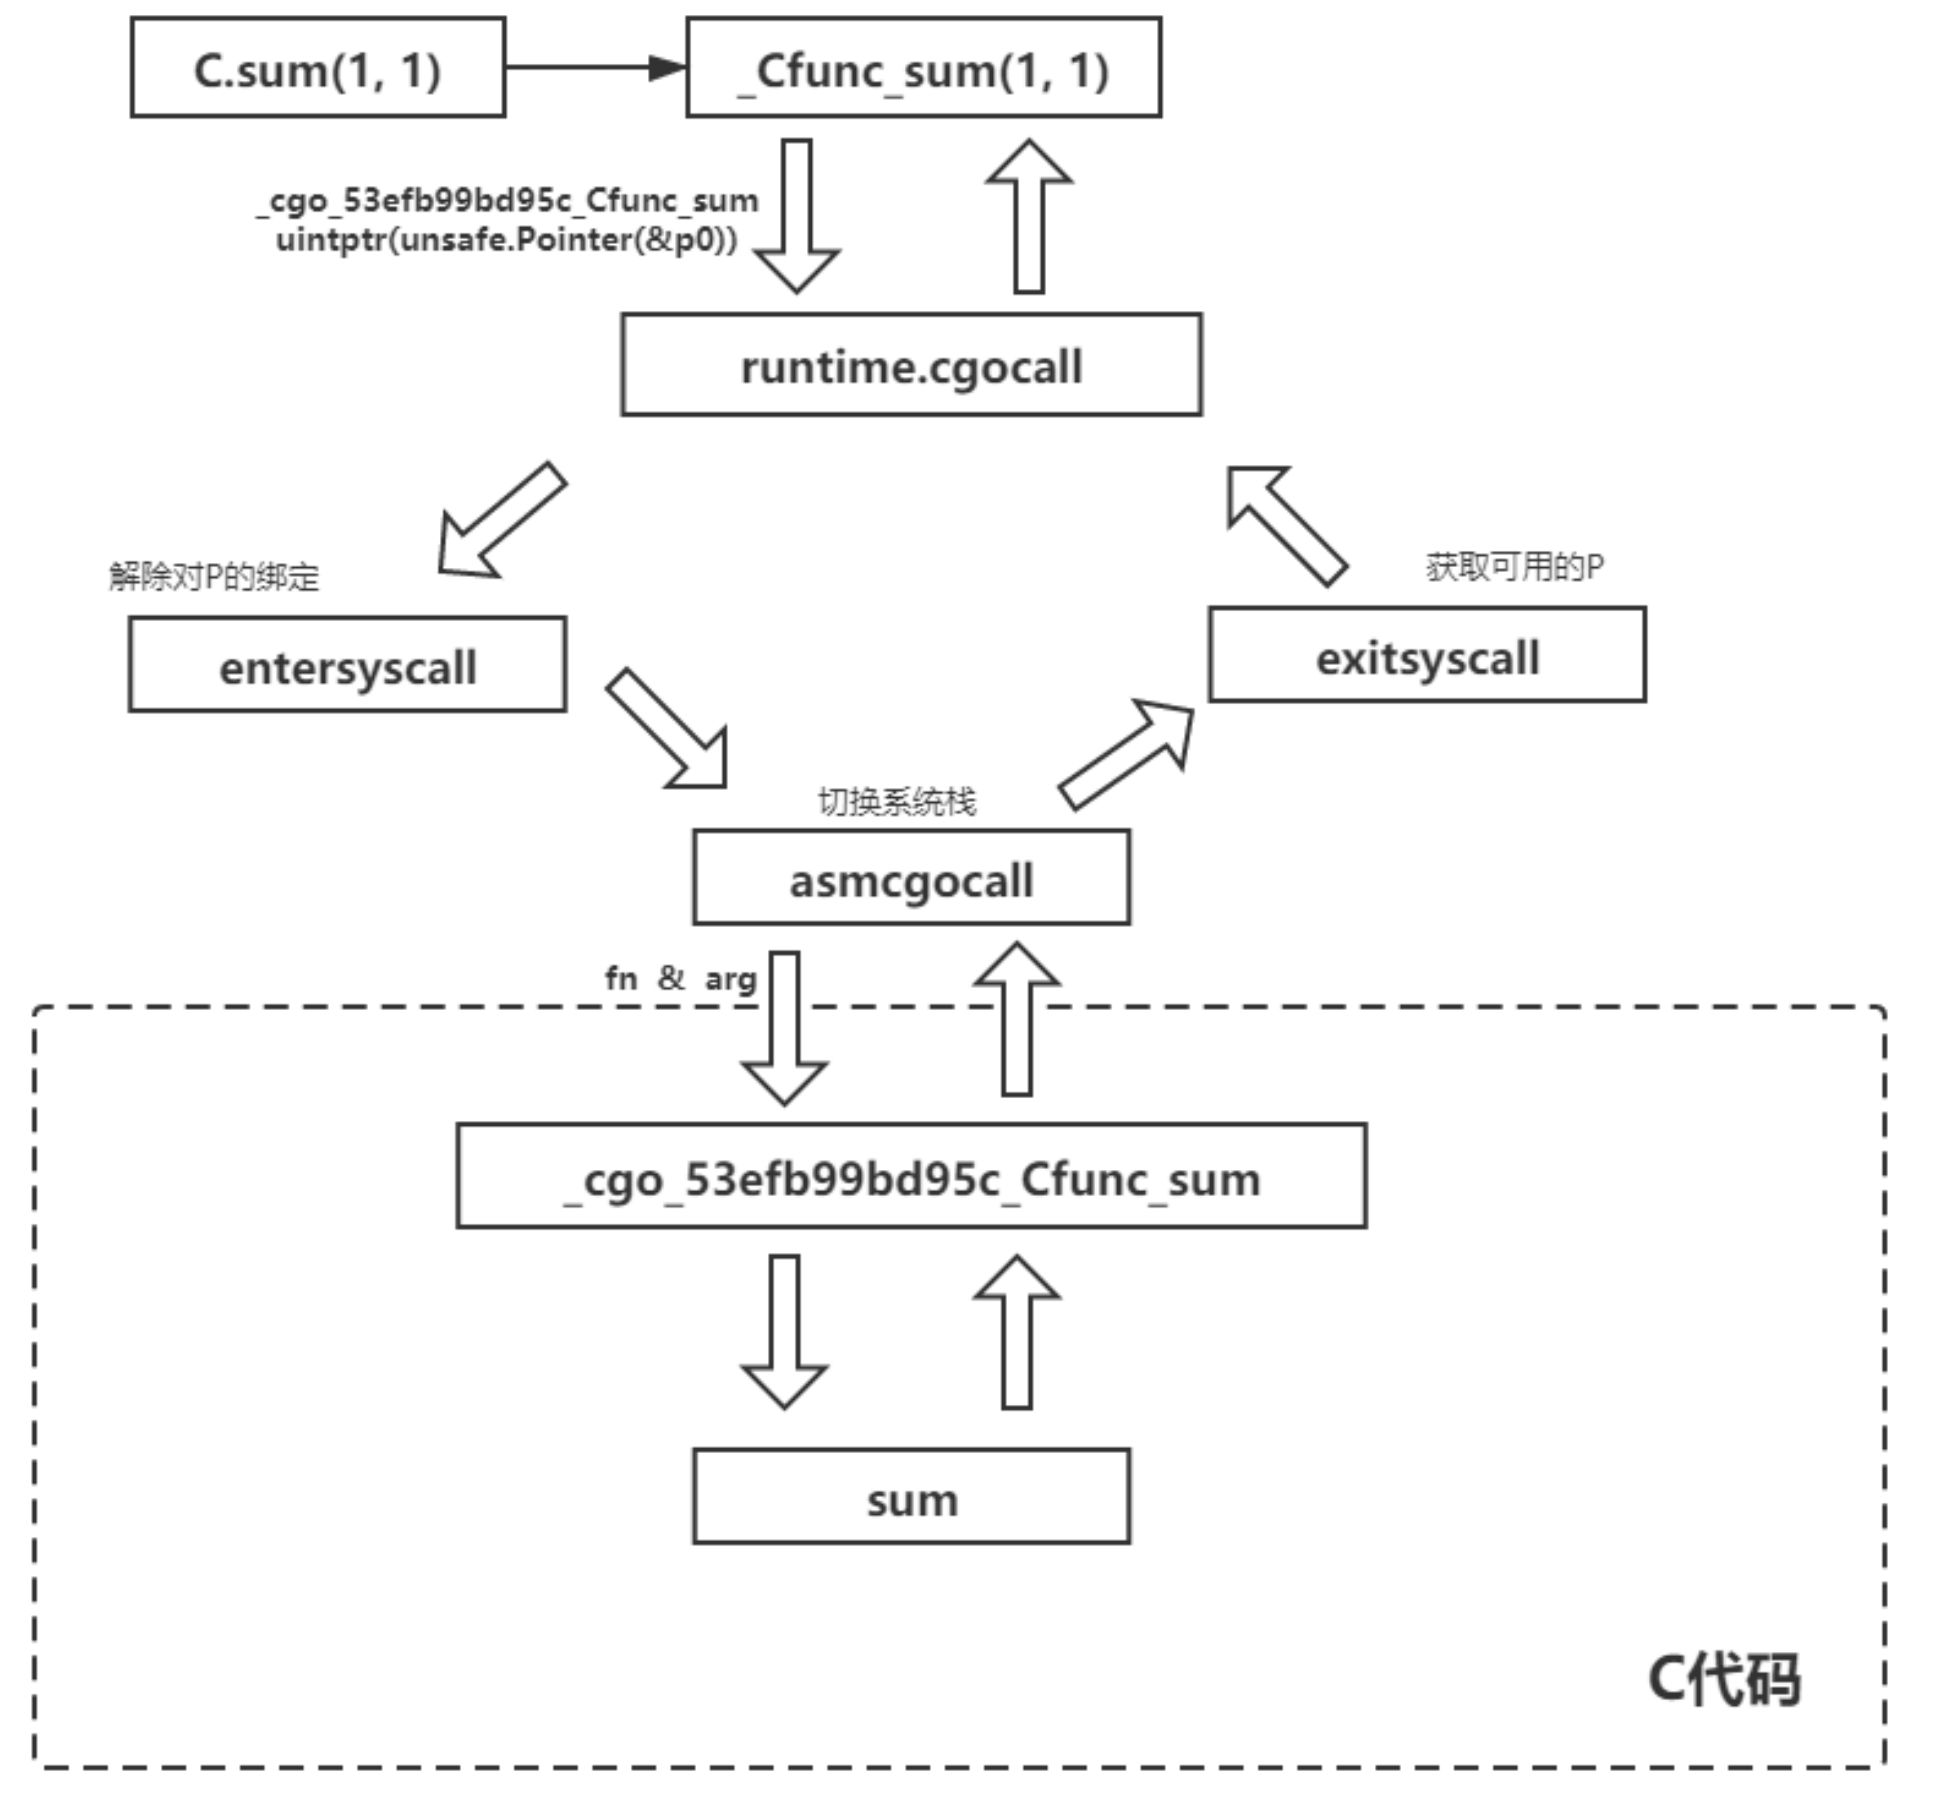 C.sum(1, 1)
_Cfunc_sum(1, 1)
_cgo_53efb99bd95c_Cfunc_sum
uintptr(unsafe.Pointer(&p0))
runtime.cgocall
解除对P的绑定
获取可用的P
entersyscall
exitsyscall
切换系统栈
asmcgocall
fn & arg
_cgo_53efb99bd95c_Cfunc_sum
sum
C代码